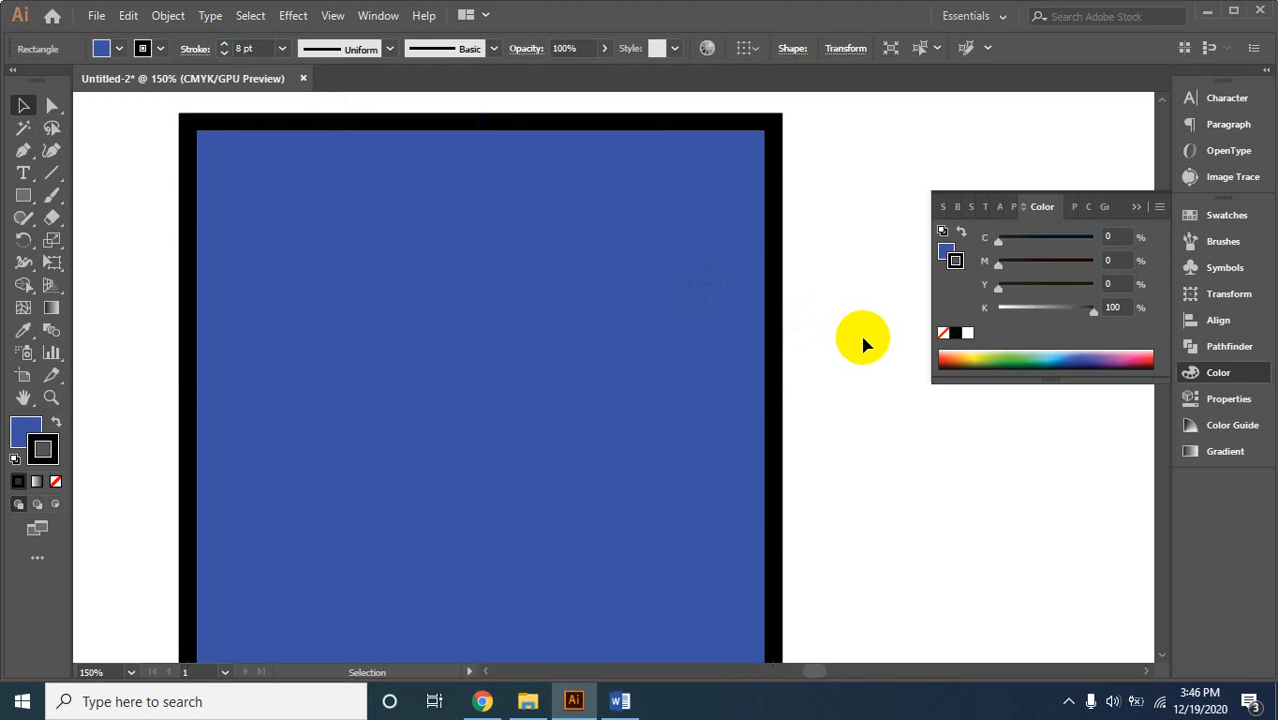 Ai File Edit Object Type Select Effect View Window Help Essentials Search Adobe Stock
Rectangle Stroke: 8 pt Uniform Basic Opacity: 100% Style: Shape: Transform
Untitled-2* @ 150% (CMYK/GPU Preview) ×
Character
Paragraph
OpenType
Image Trace
S B S T A P Color P C Gr
Swatches
C 0 %
Brushes
M 0 %
Symbols
Y 0 %
Transform
K 100 %
Align
Pathfinder
Color
Properties
Color Guide
Gradient
150% 1 Selection
Type here to search
Ai
W
3:46 PM
12/19/2020
3